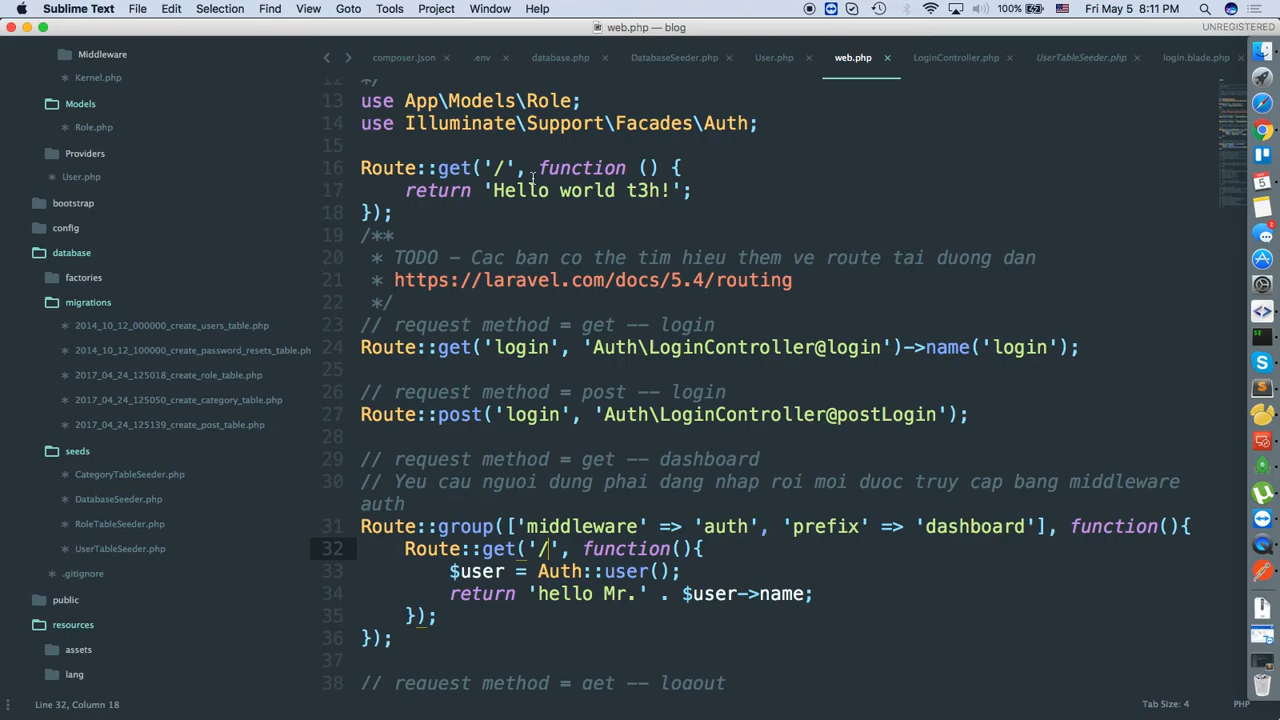 Sublime Text File Edit Selection Find View Goto Tools Project Window Help 100% Fri May 5 8:11 PM
web.php — blog UNREGISTERED
composer.json × .env × database.php × DatabaseSeeder.php × User.php × web.php × LoginController.php × UserTableSeeder.php × login.blade.php ×
Middleware
Kernel.php
Models
Role.php
Providers
User.php
bootstrap
config
database
factories
migrations
2014_10_12_000000_create_users_table.php
2014_10_12_100000_create_password_resets_table.ph
2017_04_24_125018_create_role_table.php
2017_04_24_125050_create_category_table.php
2017_04_24_125139_create_post_table.php
seeds
CategoryTableSeeder.php
DatabaseSeeder.php
RoleTableSeeder.php
UserTableSeeder.php
.gitignore
public
resources
assets
lang
12 */
13 use App\Models\Role;
14 use Illuminate\Support\Facades\Auth;
15
16 Route::get('/', function () {
17 return 'Hello world t3h!';
18 });
19 /**
20 * TODO - Cac ban co the tim hieu them ve route tai duong dan
21 * https://laravel.com/docs/5.4/routing
22 */
23 // request method = get -- login
24 Route::get('login', 'Auth\LoginController@login')->name('login');
25
26 // request method = post -- login
27 Route::post('login', 'Auth\LoginController@postLogin');
28
29 // request method = get -- dashboard
30 // Yeu cau nguoi dung phai dang nhap roi moi duoc truy cap bang middleware
auth
31 Route::group(['middleware' => 'auth', 'prefix' => 'dashboard'], function(){
32 Route::get('/', function(){
33 $user = Auth::user();
34 return 'hello Mr.' . $user->name;
35 });
36 });
37
38 // request method = get -- logout
Line 32, Column 18 Tab Size: 4 PHP